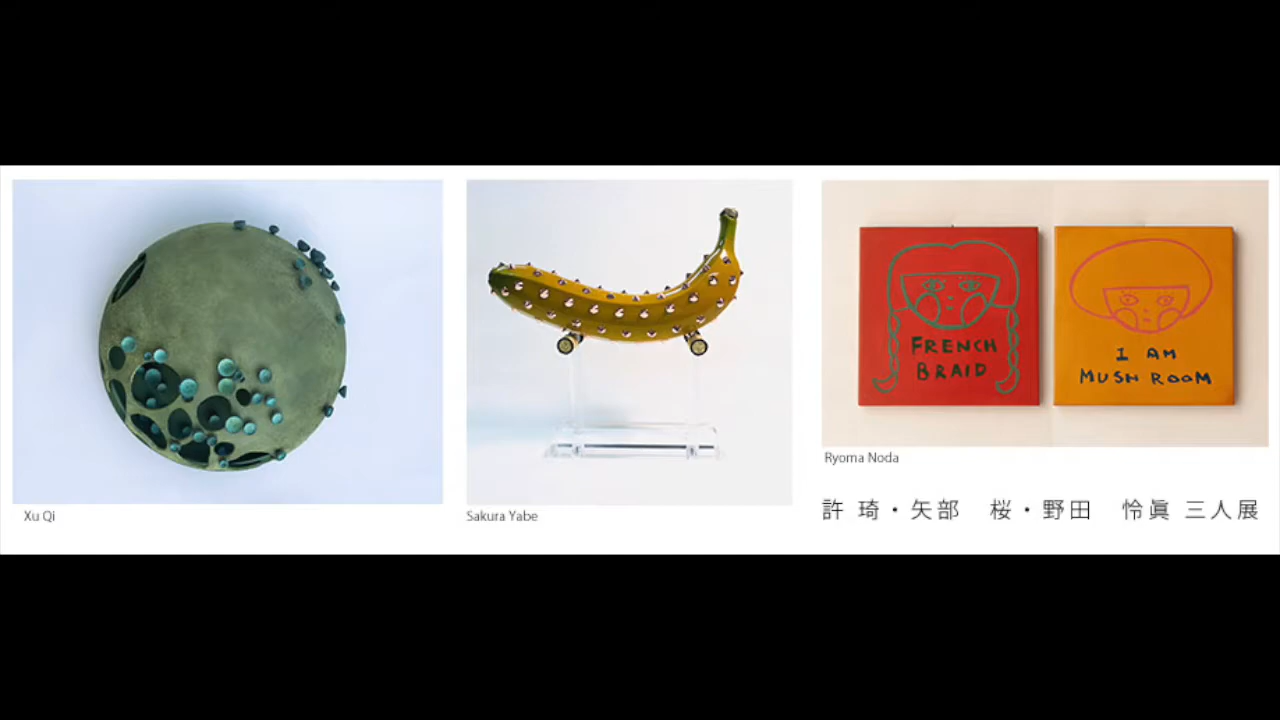 FRENCH
BRAID
I AM
MUSH ROOM
Xu Qi
Sakura Yabe
Ryoma Noda
許 琦・矢部 桜・野田 怜眞 三人展